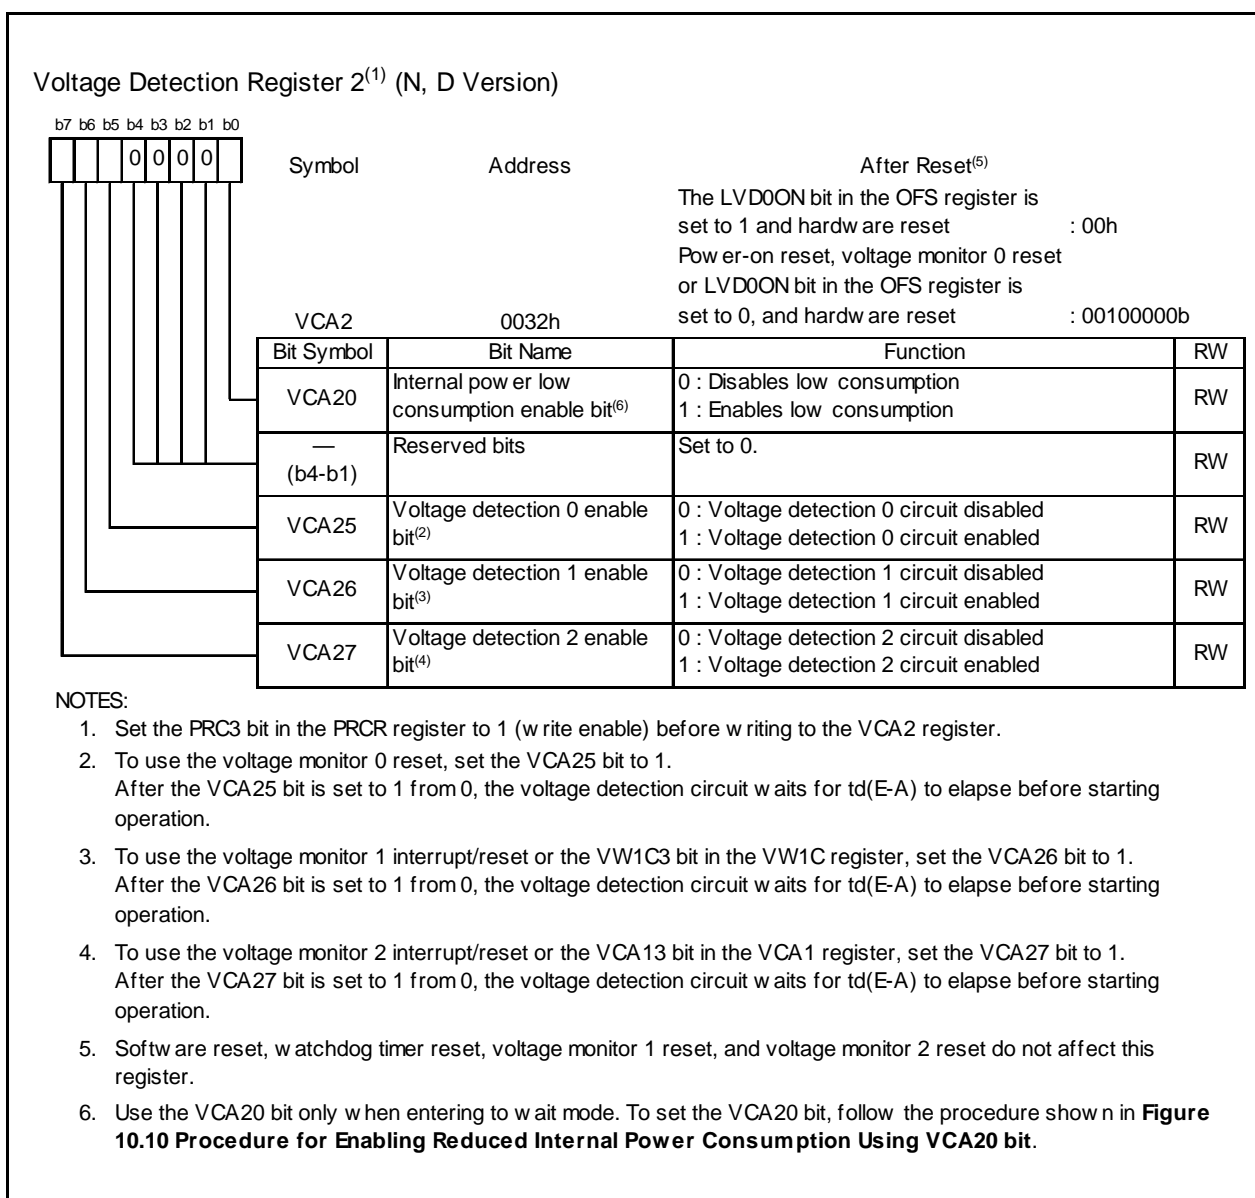 Voltage Detection Register 2(1) (N, D Version)
b7 b6 b5 b4 b3 b2 b1 b0
0 0 0 0
Symbol Address After Reset(5)
The LVD0ON bit in the OFS register is
set to 1 and hardware reset : 00h
Power-on reset, voltage monitor 0 reset
or LVD0ON bit in the OFS register is
VCA2 0032h set to 0, and hardware reset : 00100000b
Bit Symbol Bit Name Function RW
VCA20 Internal power low consumption enable bit(6) 0 : Disables low consumption RW
1 : Enables low consumption
— Reserved bits Set to 0. RW
(b4-b1)
VCA25 Voltage detection 0 enable bit(2) 0 : Voltage detection 0 circuit disabled RW
1 : Voltage detection 0 circuit enabled
VCA26 Voltage detection 1 enable bit(3) 0 : Voltage detection 1 circuit disabled RW
1 : Voltage detection 1 circuit enabled
VCA27 Voltage detection 2 enable bit(4) 0 : Voltage detection 2 circuit disabled RW
1 : Voltage detection 2 circuit enabled
NOTES:
1. Set the PRC3 bit in the PRCR register to 1 (write enable) before writing to the VCA2 register.
2. To use the voltage monitor 0 reset, set the VCA25 bit to 1.
After the VCA25 bit is set to 1 from 0, the voltage detection circuit waits for td(E-A) to elapse before starting
operation.
3. To use the voltage monitor 1 interrupt/reset or the VW1C3 bit in the VW1C register, set the VCA26 bit to 1.
After the VCA26 bit is set to 1 from 0, the voltage detection circuit waits for td(E-A) to elapse before starting
operation.
4. To use the voltage monitor 2 interrupt/reset or the VCA13 bit in the VCA1 register, set the VCA27 bit to 1.
After the VCA27 bit is set to 1 from 0, the voltage detection circuit waits for td(E-A) to elapse before starting
operation.
5. Software reset, watchdog timer reset, voltage monitor 1 reset, and voltage monitor 2 reset do not affect this
register.
6. Use the VCA20 bit only when entering to wait mode. To set the VCA20 bit, follow the procedure shown in Figure
10.10 Procedure for Enabling Reduced Internal Power Consumption Using VCA20 bit.